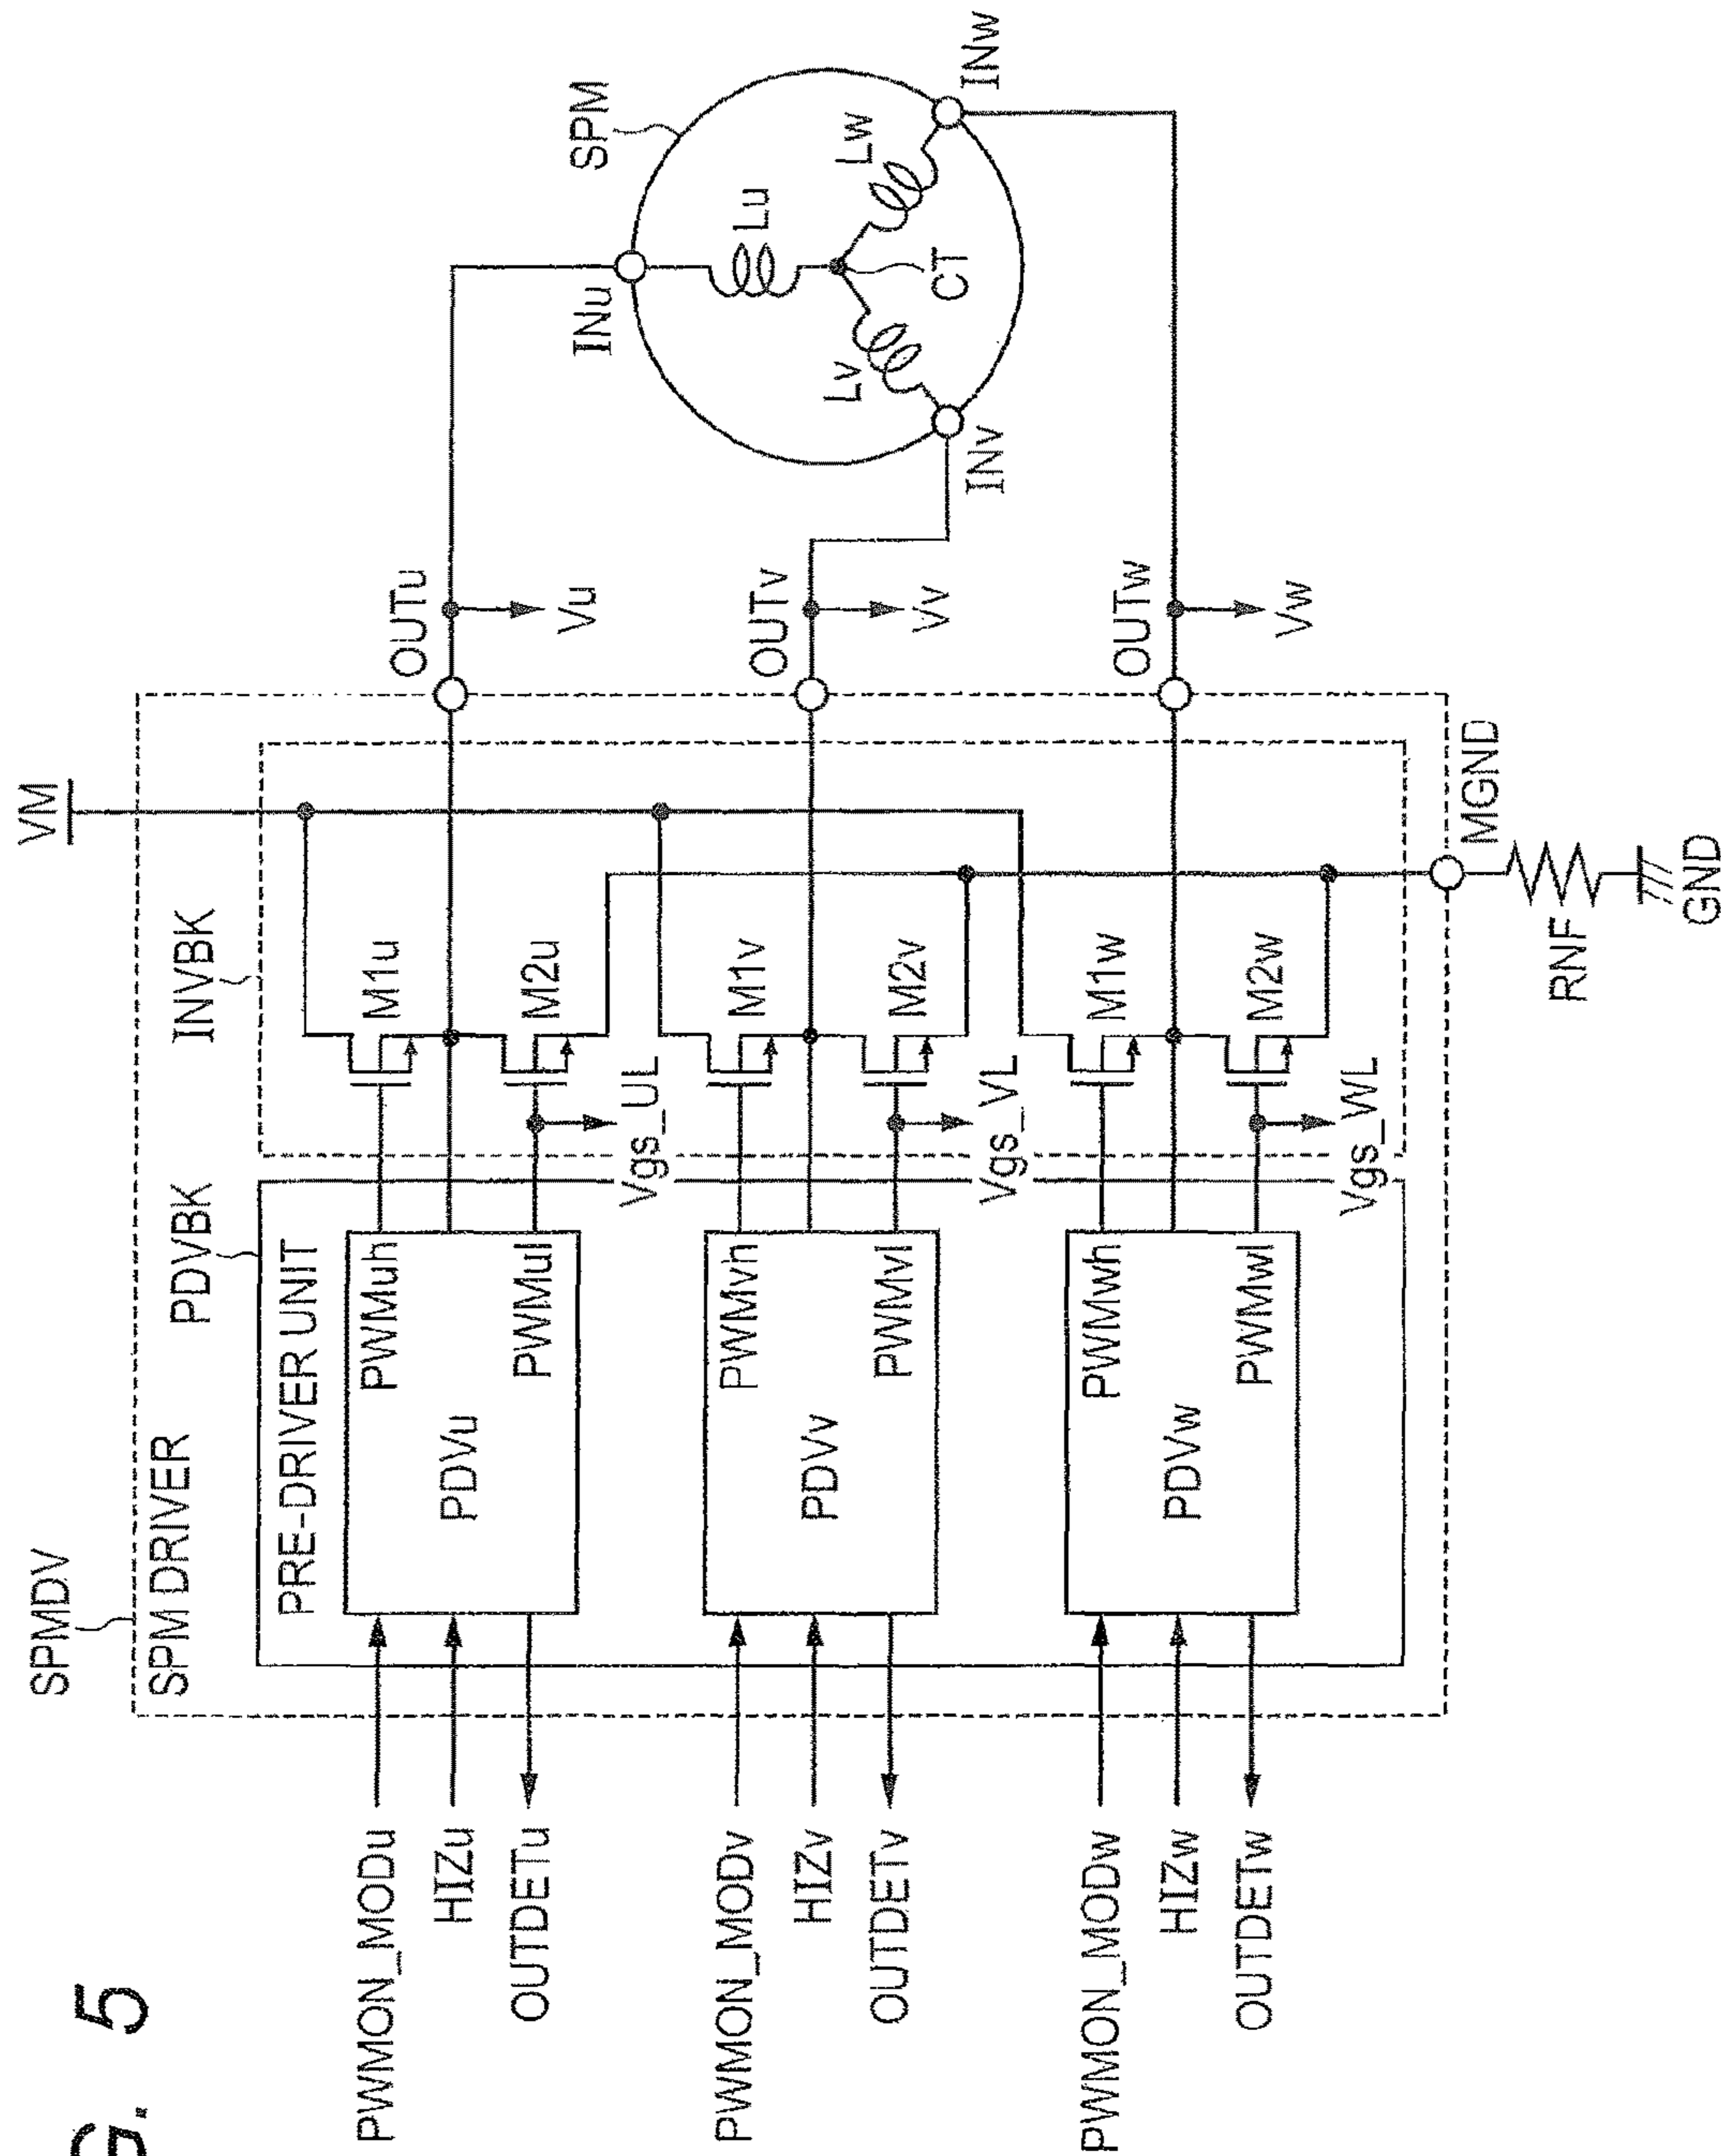 G. 5
SPMDV
SPM DRIVER
PDVBK
INVBK
VM
PRE-DRIVER UNIT
PWMON_MODu
HIZu
OUTDETu
PDVu
PWMuh
PWMul
M1u
M2u
Vgs_UL
OUTu
Vu
INu
SPM
Lu
Lv
Lw
CT
INv
INw
PWMON_MODv
HIZv
OUTDETv
PDVv
PWMvh
PWMvl
M1v
M2v
Vgs_VL
OUTv
Vv
PWMON_MODw
HIZw
OUTDETw
PDVw
PWMwh
PWMwl
M1w
M2w
Vgs_WL
OUTw
Vw
MGND
RNF
GND